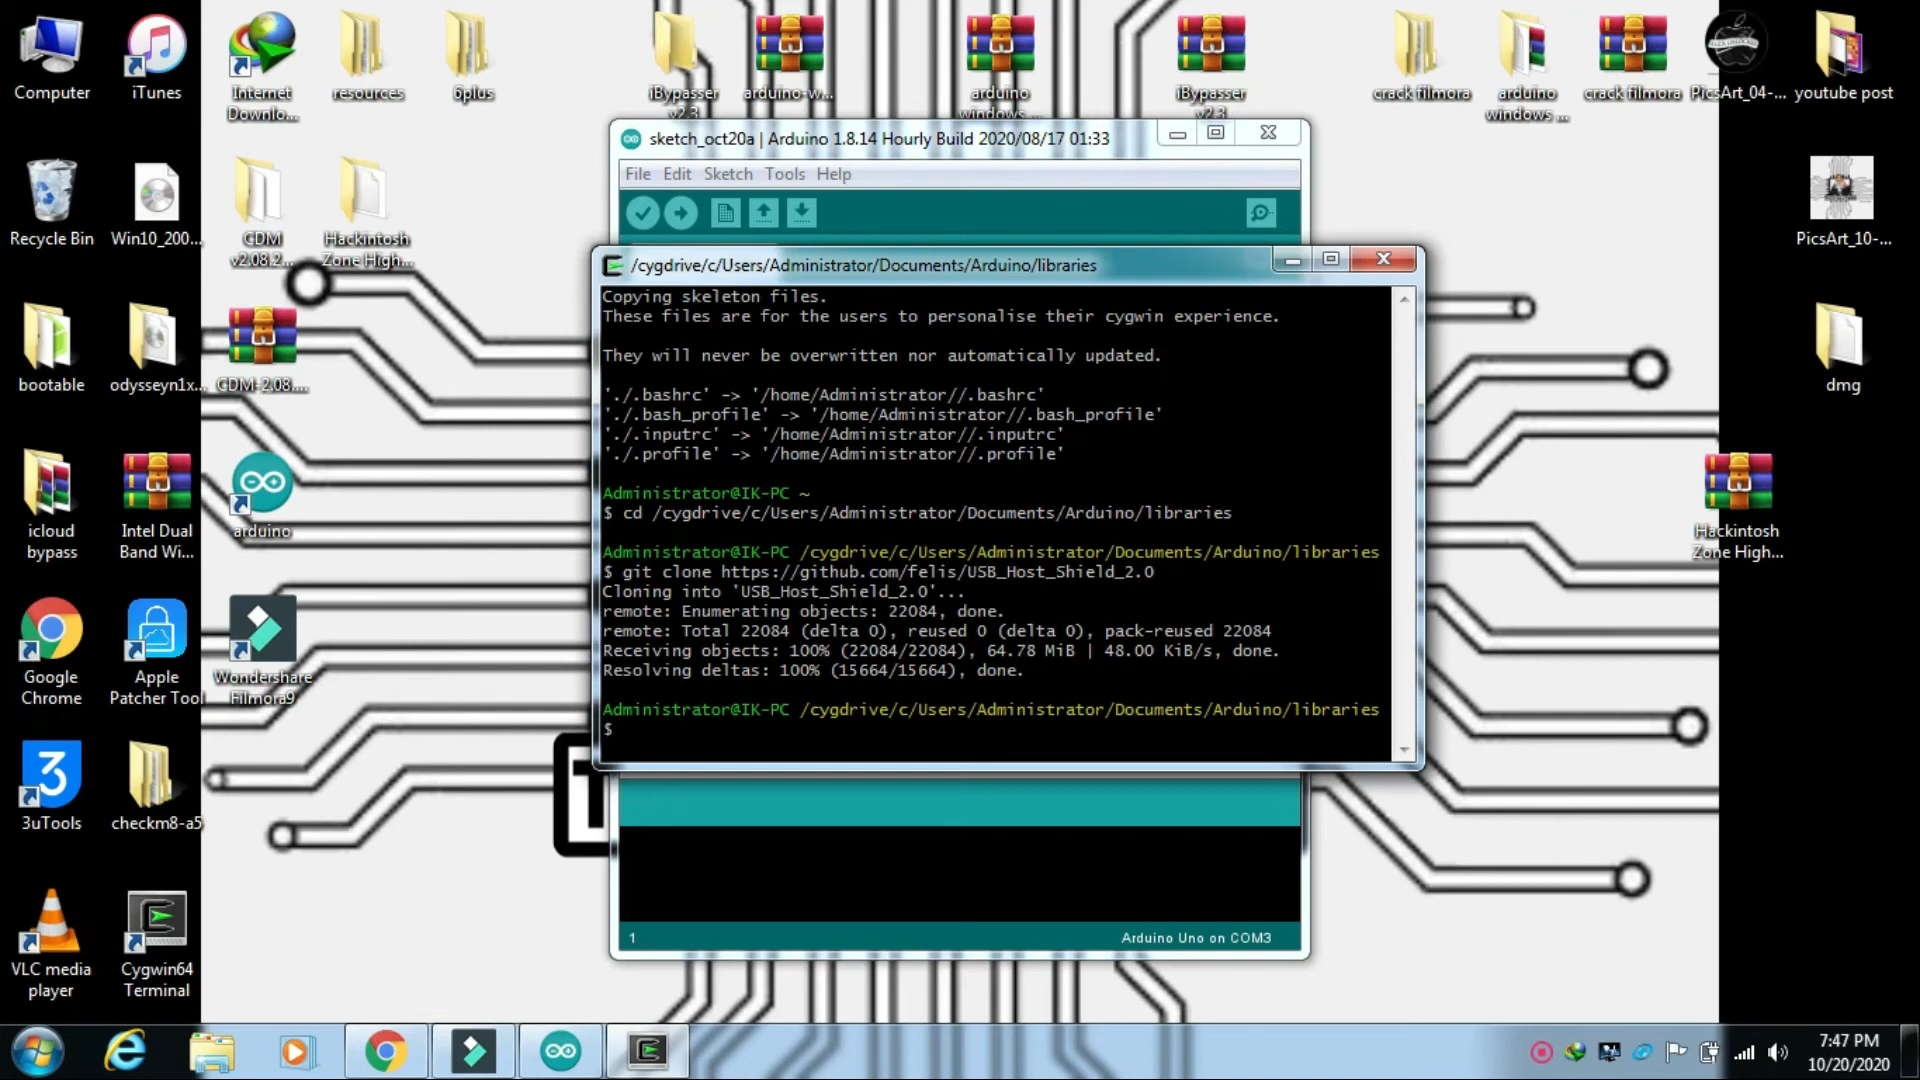 Computer
iTunes
Internet
Downlo...
resources
6plus
iBypasser
v2.3
arduino-w...
arduino
windows ...
iBypasser
v2.3
crack filmora
arduino
windows ...
crack filmora
PicsArt_04-...
youtube post
Recycle Bin
Win10_200...
CDM
v2.08.2...
Hackintosh
Zone High...
PicsArt_10-...
bootable
odysseyn1x...
CDM-2.08....
dmg
icloud
bypass
Intel Dual
Band Wi...
arduino
Hackintosh
Zone High...
Google
Chrome
Apple
Patcher Tool
Wondershare
Filmora9
3
3uTools
checkm8-a5
VLC media
player
Cygwin64
Terminal
sketch_oct20a | Arduino 1.8.14 Hourly Build 2020/08/17 01:33
File Edit Sketch Tools Help
/cygdrive/c/Users/Administrator/Documents/Arduino/libraries
Copying skeleton files.
These files are for the users to personalise their cygwin experience.
They will never be overwritten nor automatically updated.
'./.bashrc' -> '/home/Administrator//.bashrc'
'./.bash_profile' -> '/home/Administrator//.bash_profile'
'./.inputrc' -> '/home/Administrator//.inputrc'
'./.profile' -> '/home/Administrator//.profile'
Administrator@IK-PC ~
$ cd /cygdrive/c/Users/Administrator/Documents/Arduino/libraries
Administrator@IK-PC /cygdrive/c/Users/Administrator/Documents/Arduino/libraries
$ git clone https://github.com/felis/USB_Host_Shield_2.0
Cloning into 'USB_Host_Shield_2.0'...
remote: Enumerating objects: 22084, done.
remote: Total 22084 (delta 0), reused 0 (delta 0), pack-reused 22084
Receiving objects: 100% (22084/22084), 64.78 MiB | 48.00 KiB/s, done.
Resolving deltas: 100% (15664/15664), done.
Administrator@IK-PC /cygdrive/c/Users/Administrator/Documents/Arduino/libraries
$
1
Arduino Uno on COM3
7:47 PM
10/20/2020